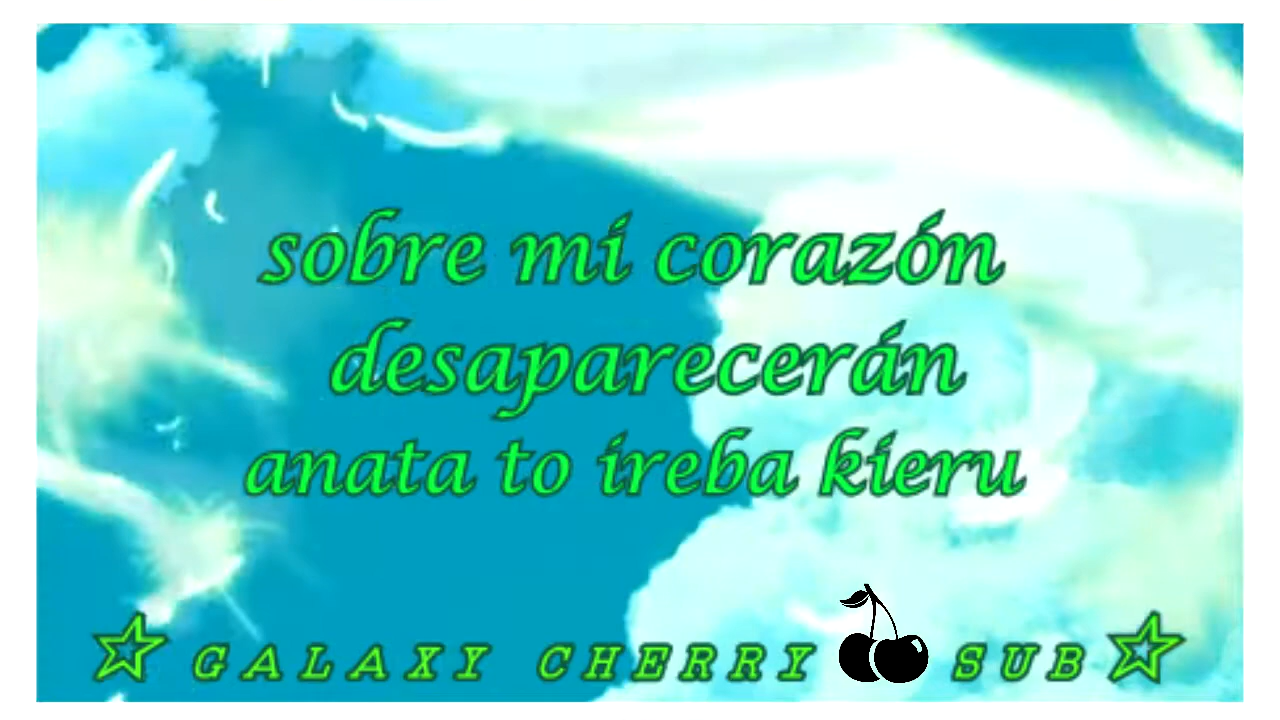 sobre mi corazón
desaparecerán
anata to ireba kieru
GALAXY CHERRY SUB